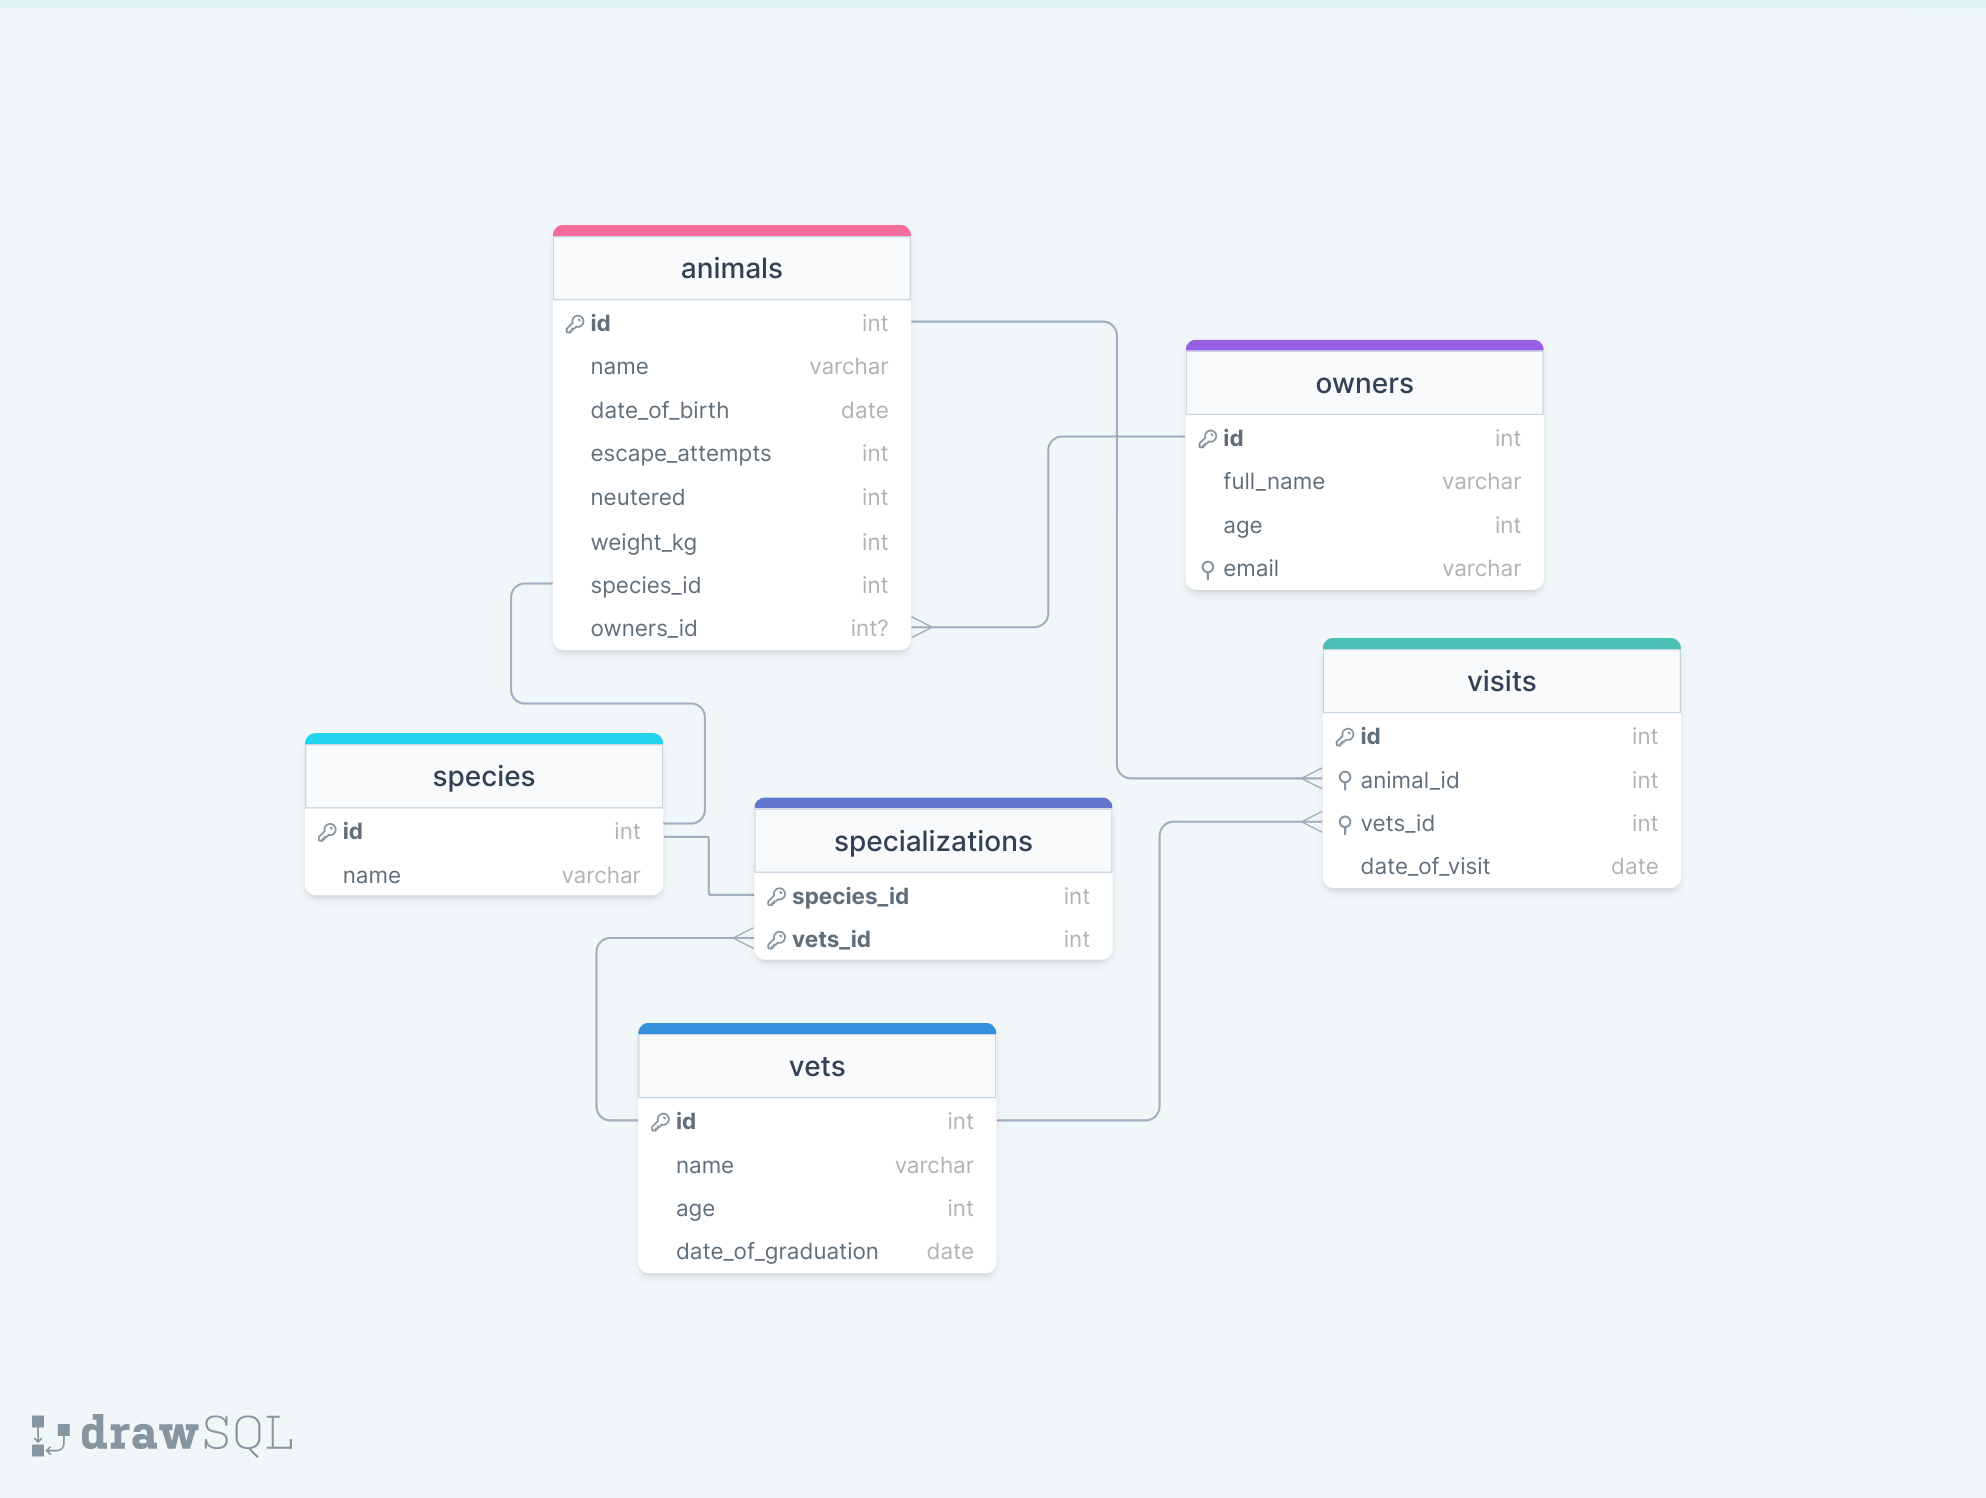 animals
id int
name varchar
date_of_birth date
escape_attempts int
neutered int
weight_kg int
species_id int
owners_id int?
owners
id int
full_name varchar
age int
email varchar
visits
id int
animal_id int
vets_id int
date_of_visit date
species
id int
name varchar
specializations
species_id int
vets_id int
vets
id int
name varchar
age int
date_of_graduation date
drawSQL